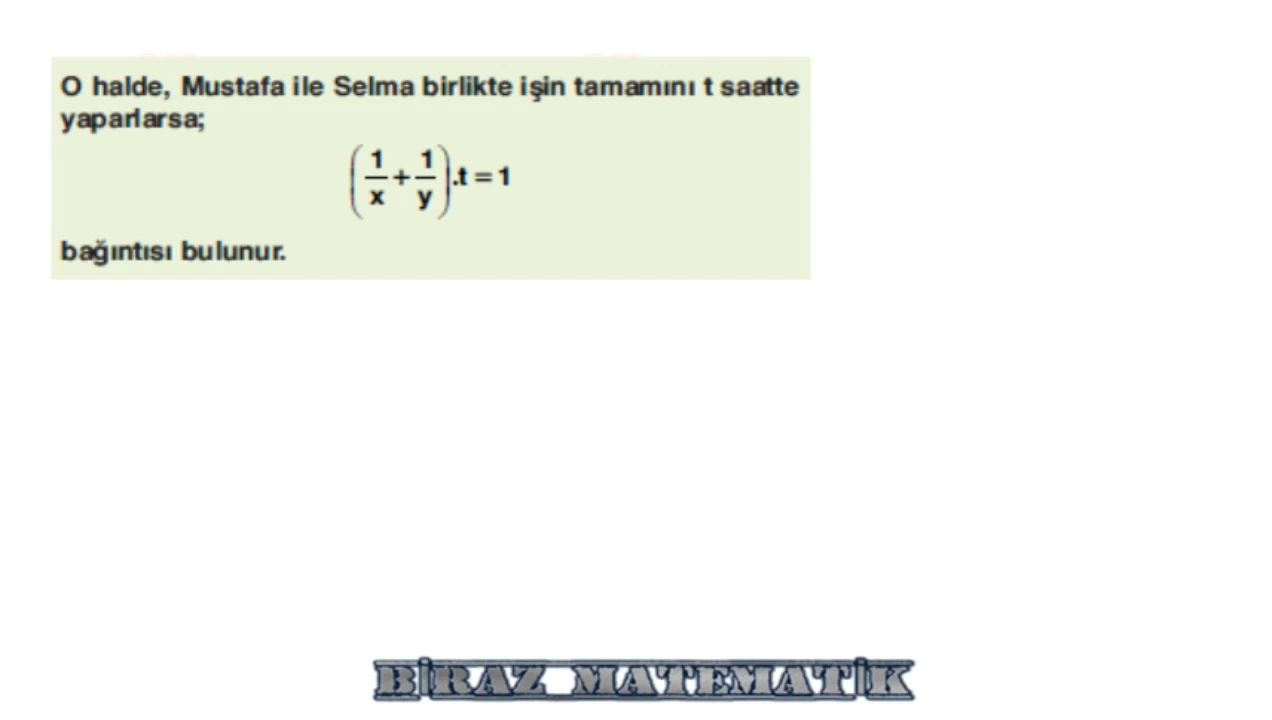 O halde, Mustafa ile Selma birlikte işin tamamını t saatte
yaparlarsa;
(1/x + 1/y).t = 1
bağıntısı bulunur.
BİRAZ MATEMATİK